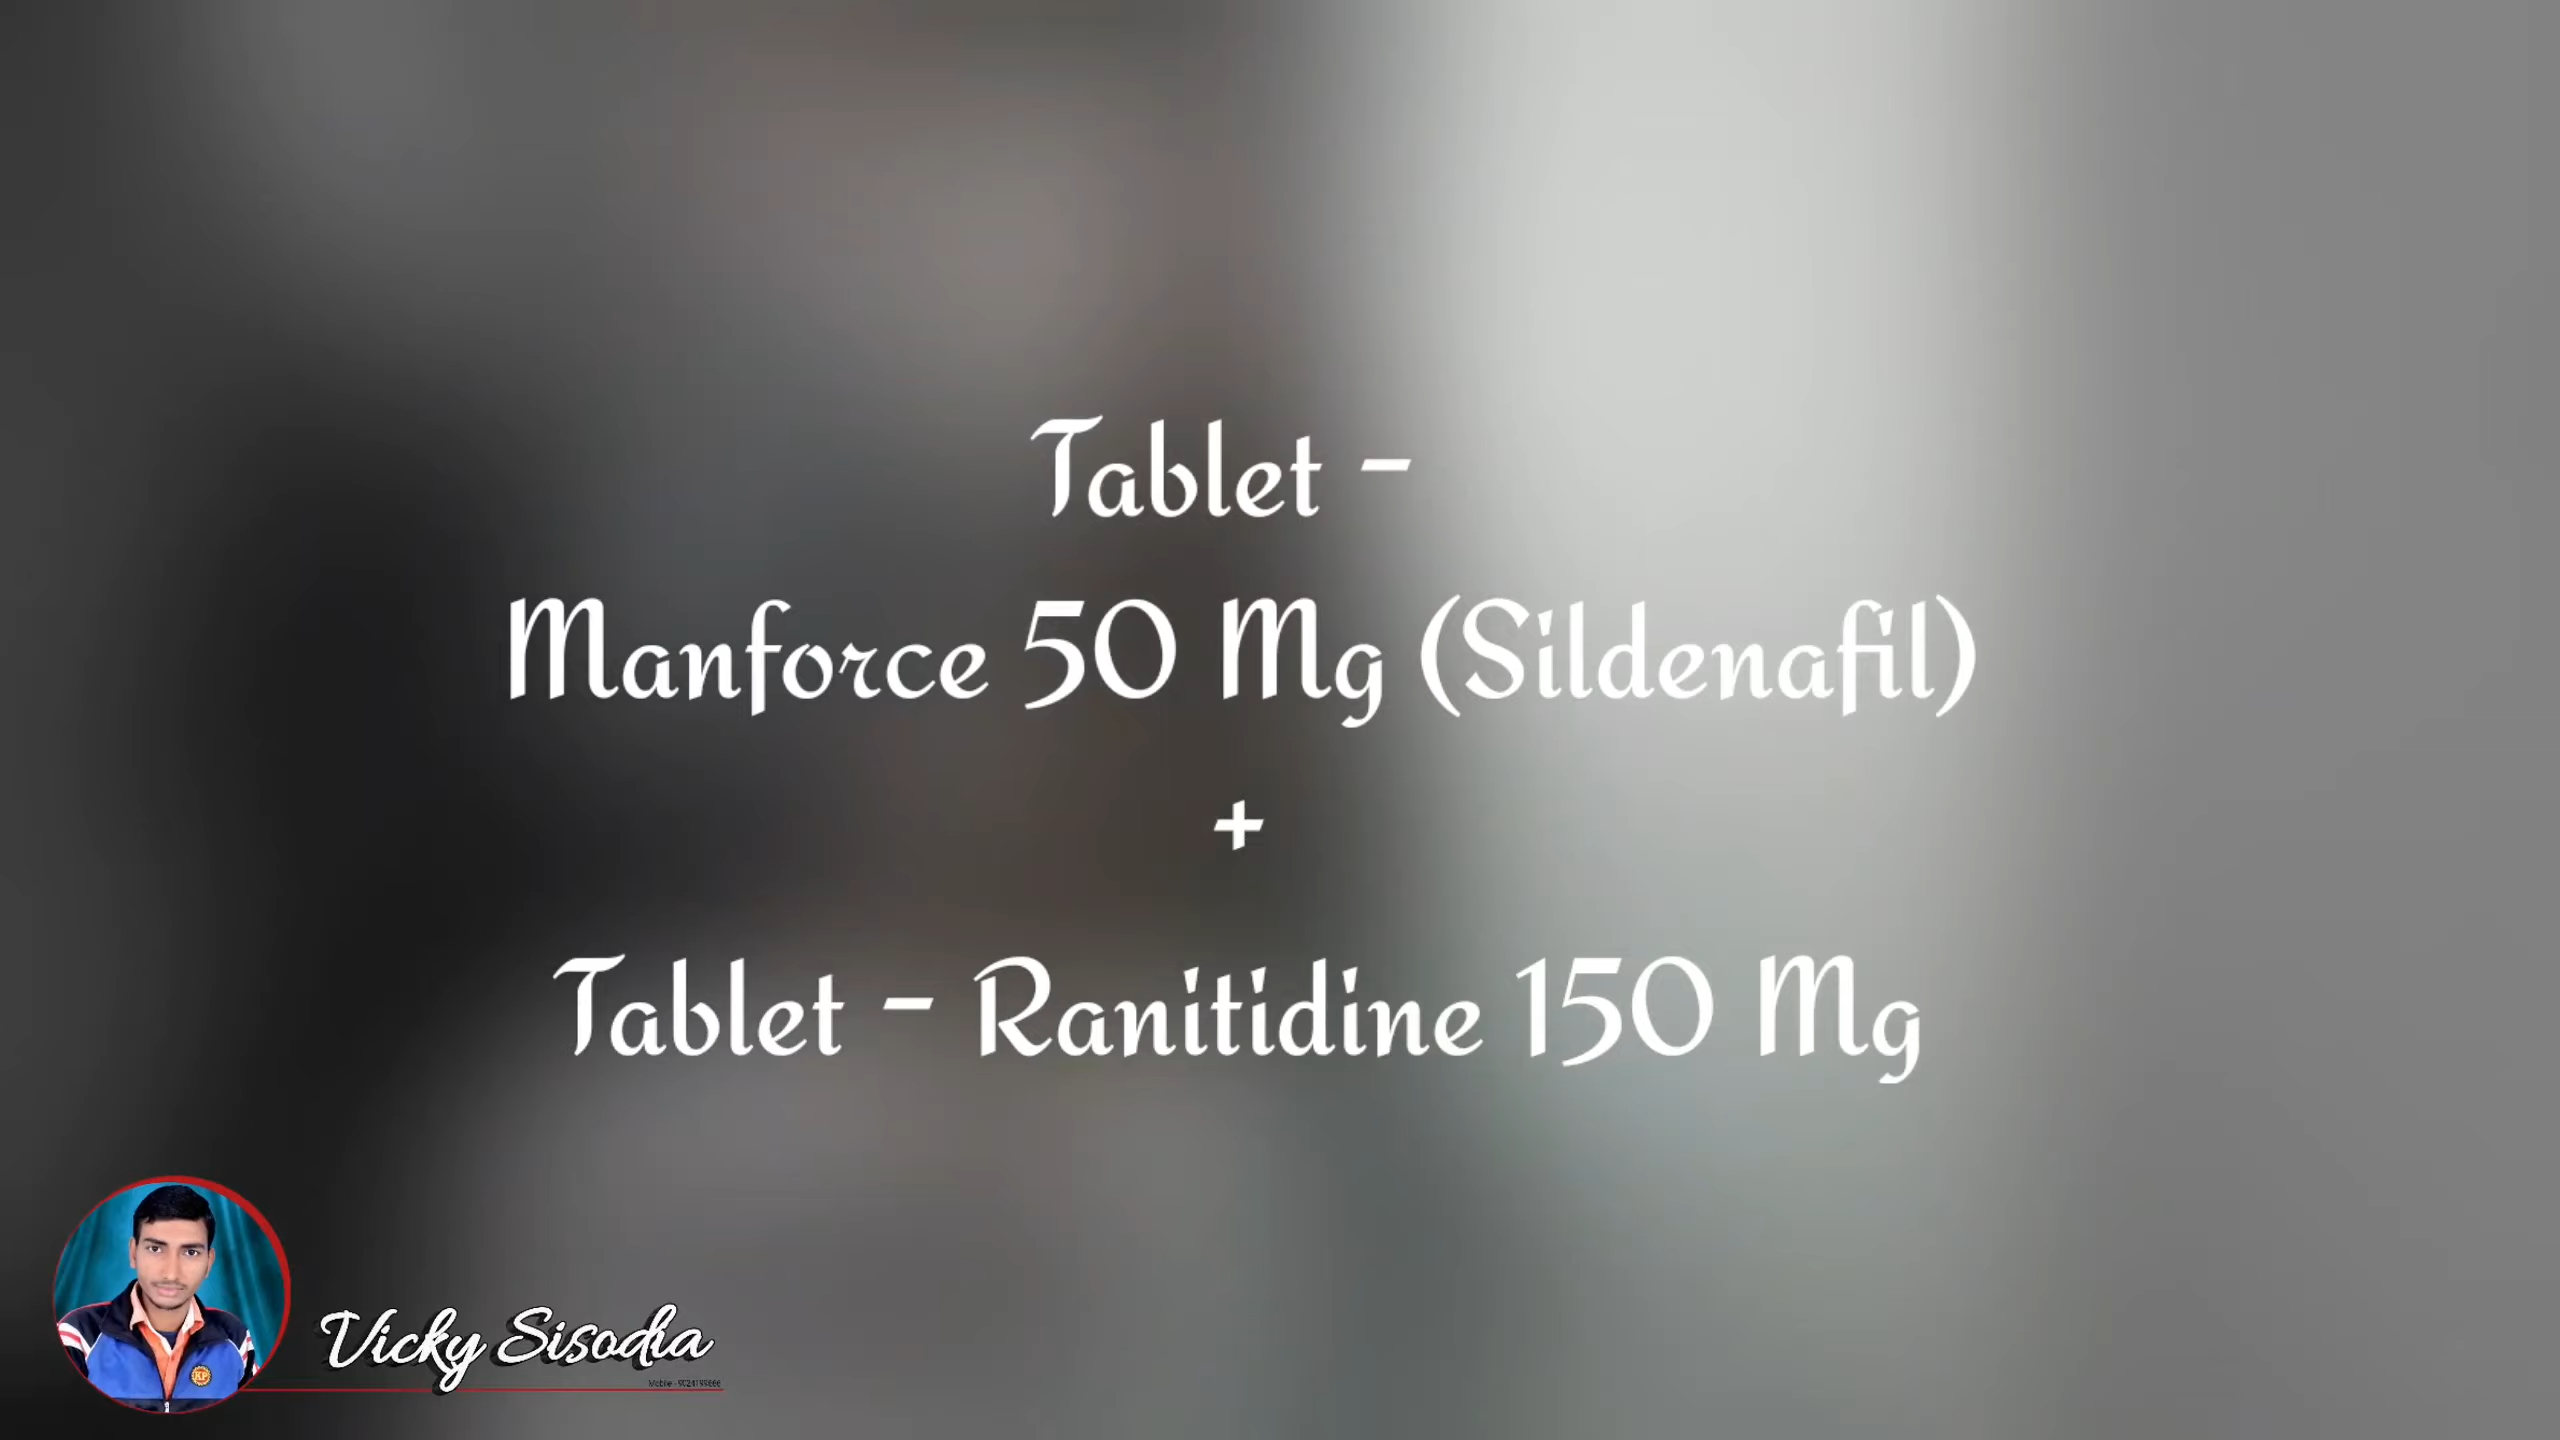 Tablet -
Manforce 50 Mg (Sildenafil)
+
Tablet - Ranitidine 150 Mg
Vicky Sisodia